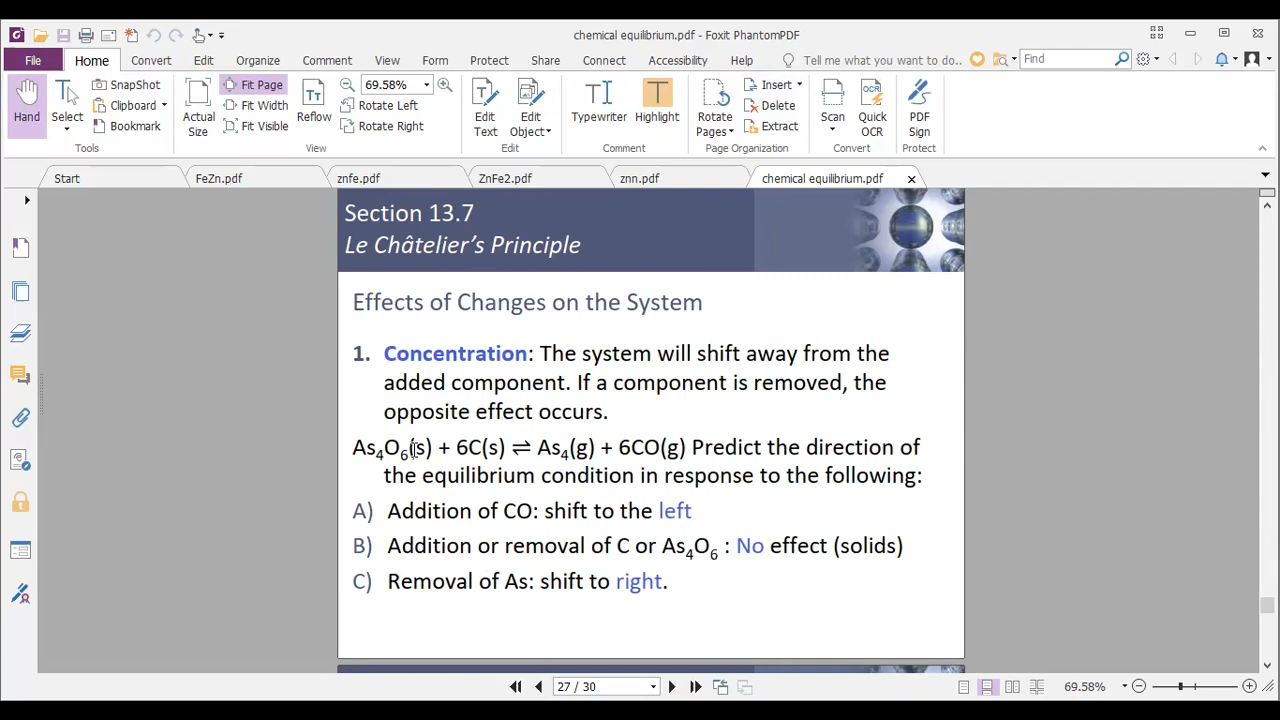 chemical equilibrium.pdf - Foxit PhantomPDF
File Home Convert Edit Organize Comment View Form Protect Share Connect Accessibility Help Tell me what you want to do.. Find
Hand
Select
SnapShot
Clipboard
Bookmark
Tools
Actual Size
Fit Page
Fit Width
Fit Visible
Reflow
69.58%
Rotate Left
Rotate Right
View
Edit Text
Edit Object
Edit
Typewriter
Highlight
Comment
Rotate Pages
Insert
Delete
Extract
Page Organization
Scan
Quick OCR
Convert
PDF Sign
Protect
Start FeZn.pdf znfe.pdf ZnFe2.pdf znn.pdf chemical equilibrium.pdf
Section 13.7
Le Châtelier’s Principle
Effects of Changes on the System
1. Concentration: The system will shift away from the
added component. If a component is removed, the
opposite effect occurs.
As₄O₆(s) + 6C(s) ⇌ As₄(g) + 6CO(g) Predict the direction of
the equilibrium condition in response to the following:
A) Addition of CO: shift to the left
B) Addition or removal of C or As₄O₆ : No effect (solids)
C) Removal of As: shift to right.
27 / 30
69.58%